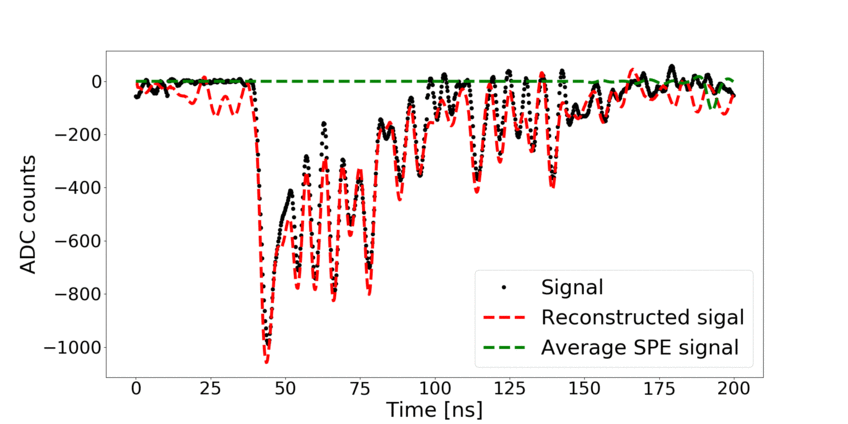 0
−200
−400
−600
−800
−1000
ADC counts
Signal
Reconstructed sigal
Average SPE signal
0 25 50 75 100 125 150 175 200
Time [ns]